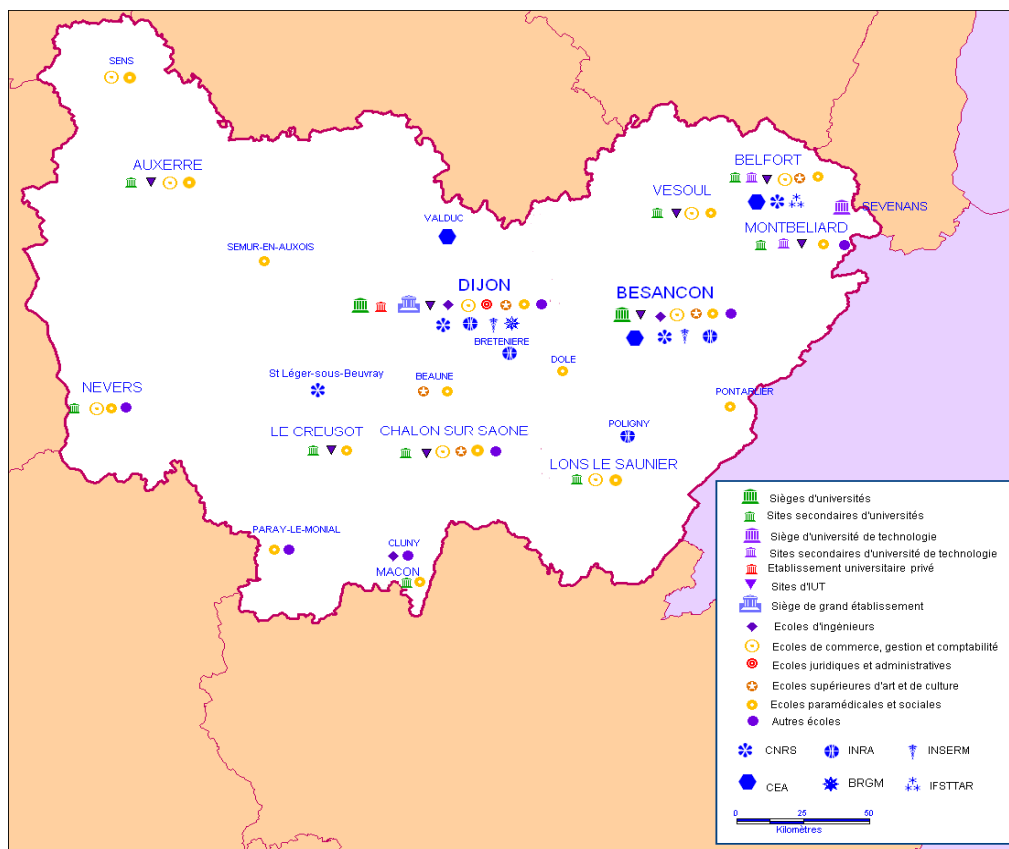 SENS
AUXERRE
BELFORT
VESOUL
SEVENANS
VALDUC
MONTBELIARD
SEMUR-EN-AUXOIS
DIJON
BESANCON
BRETENIERE
DOLE
St Léger-sous-Beuvray
BEAUNE
NEVERS
PONTARLIER
POLIGNY
LE CREUSOT
CHALON SUR SAONE
LONS LE SAUNIER
PARAY-LE-MONIAL
CLUNY
MACON
Sièges d'universités
Sites secondaires d'universités
Siège d'université de technologie
Sites secondaires d'université de technologie
Etablissement universitaire privé
Sites d'IUT
Siège de grand établissement
Ecoles d'ingénieurs
Ecoles de commerce, gestion et comptabilité
Ecoles juridiques et administratives
Ecoles supérieures d'art et de culture
Ecoles paramédicales et sociales
Autres écoles
CNRS INRA INSERM
CEA BRGM IFSTTAR
0 25 50
Kilomètres